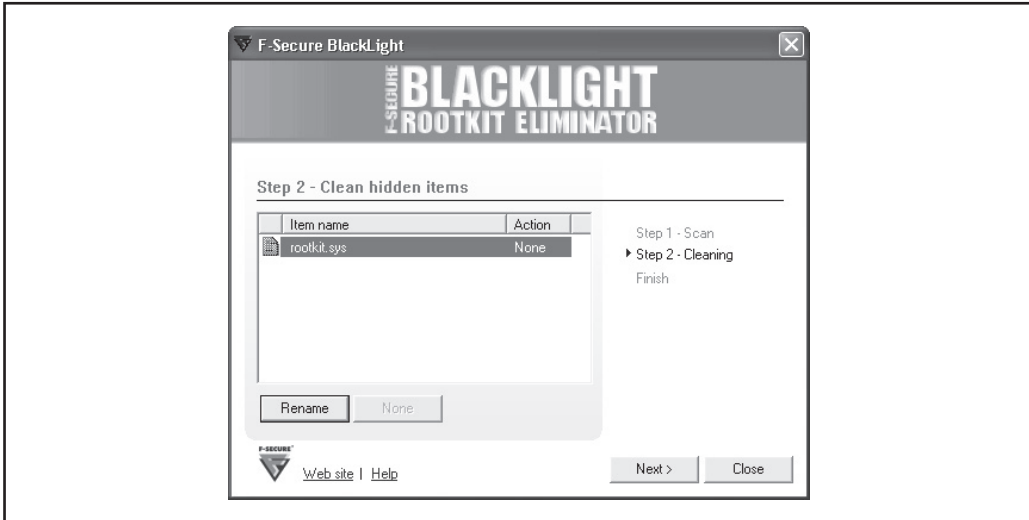 F-Secure BlackLight
F-SECURE
BLACKLIGHT
ROOTKIT ELIMINATOR
Step 2 - Clean hidden items
Item name Action
rootkit.sys None
Step 1 - Scan
Step 2 - Cleaning
Finish
Rename None
F-SECURE
Web site | Help
Next > Close